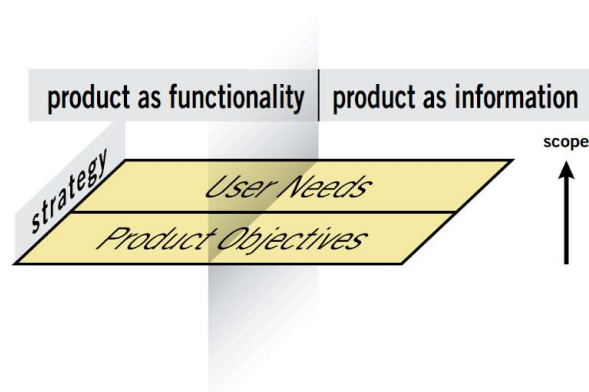 product as functionality
product as information
scope
strategy
User Needs
Product Objectives